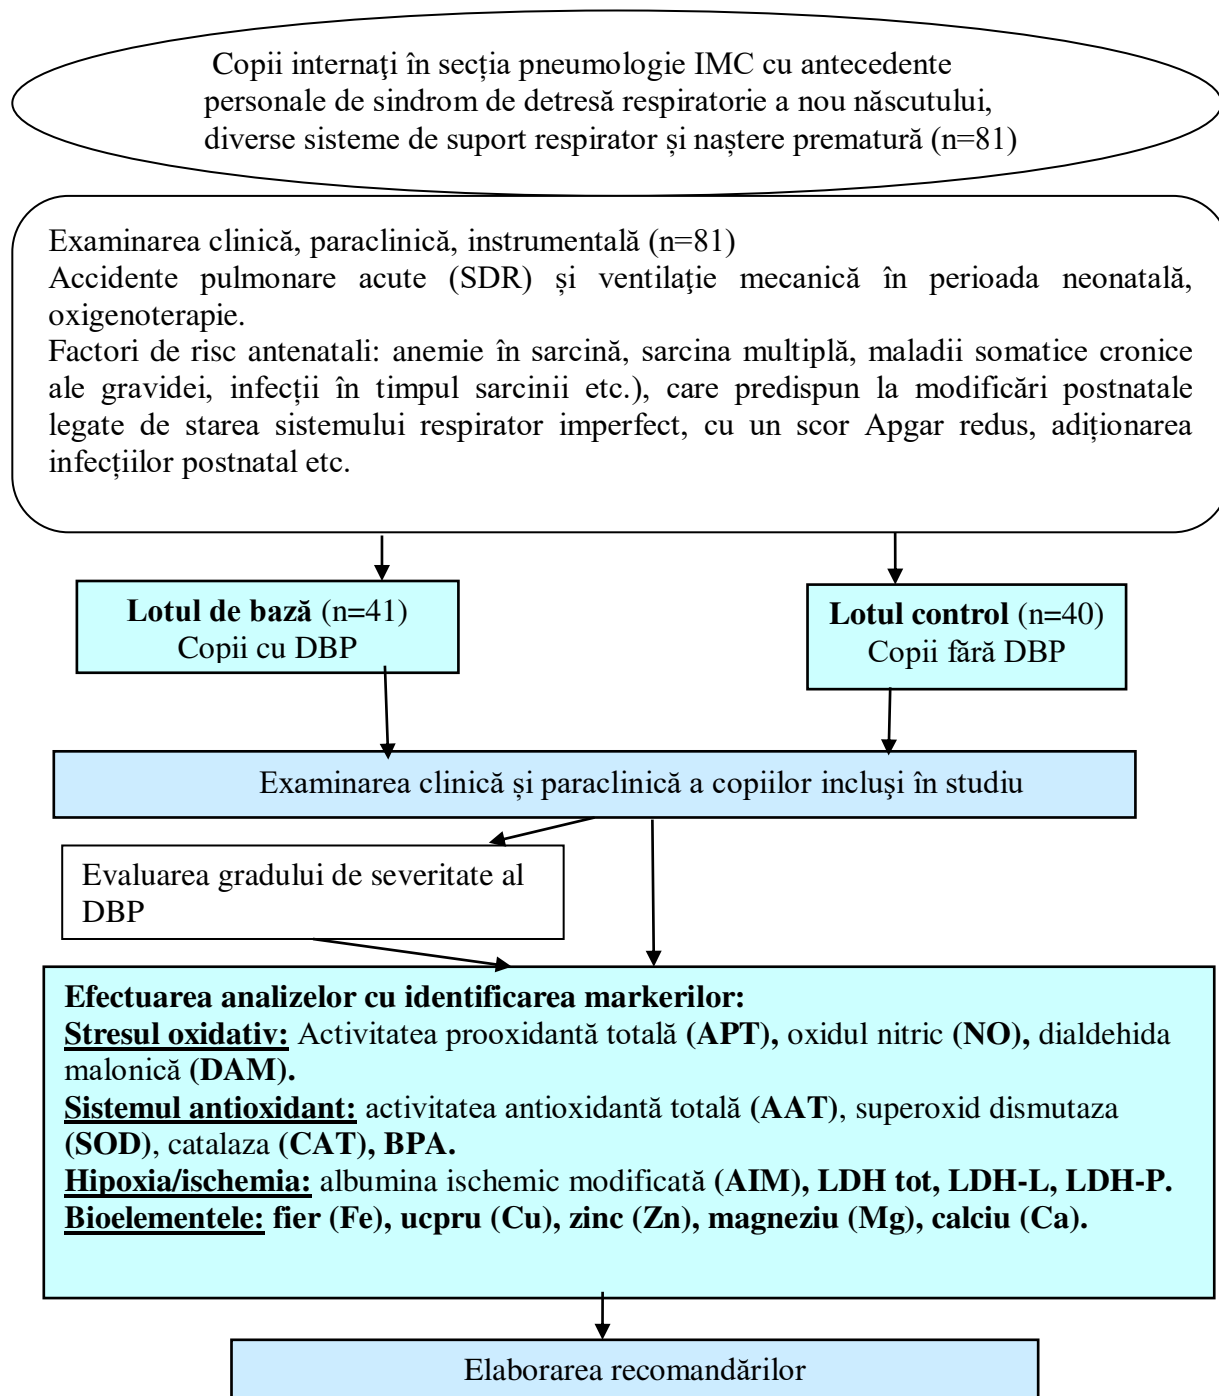 Copii internaţi în secția pneumologie IMC cu antecedente
personale de sindrom de detresă respiratorie a nou născutului,
diverse sisteme de suport respirator și naștere prematură (n=81)
Examinarea clinică, paraclinică, instrumentală (n=81)
Accidente pulmonare acute (SDR) și ventilaţie mecanică în perioada neonatală,
oxigenoterapie.
Factori de risc antenatali: anemie în sarcină, sarcina multiplă, maladii somatice cronice
ale gravidei, infecții în timpul sarcinii etc.), care predispun la modificări postnatale
legate de starea sistemului respirator imperfect, cu un scor Apgar redus, adiționarea
infecțiilor postnatal etc.
Lotul de bază (n=41)
Copii cu DBP
Lotul control (n=40)
Copii fără DBP
Examinarea clinică și paraclinică a copiilor incluşi în studiu
Evaluarea gradului de severitate al
DBP
Efectuarea analizelor cu identificarea markerilor:
Stresul oxidativ: Activitatea prooxidantă totală (APT), oxidul nitric (NO), dialdehida
malonică (DAM).
Sistemul antioxidant: activitatea antioxidantă totală (AAT), superoxid dismutaza
(SOD), catalaza (CAT), BPA.
Hipoxia/ischemia: albumina ischemic modificată (AIM), LDH tot, LDH-L, LDH-P.
Bioelementele: fier (Fe), ucpru (Cu), zinc (Zn), magneziu (Mg), calciu (Ca).
Elaborarea recomandărilor